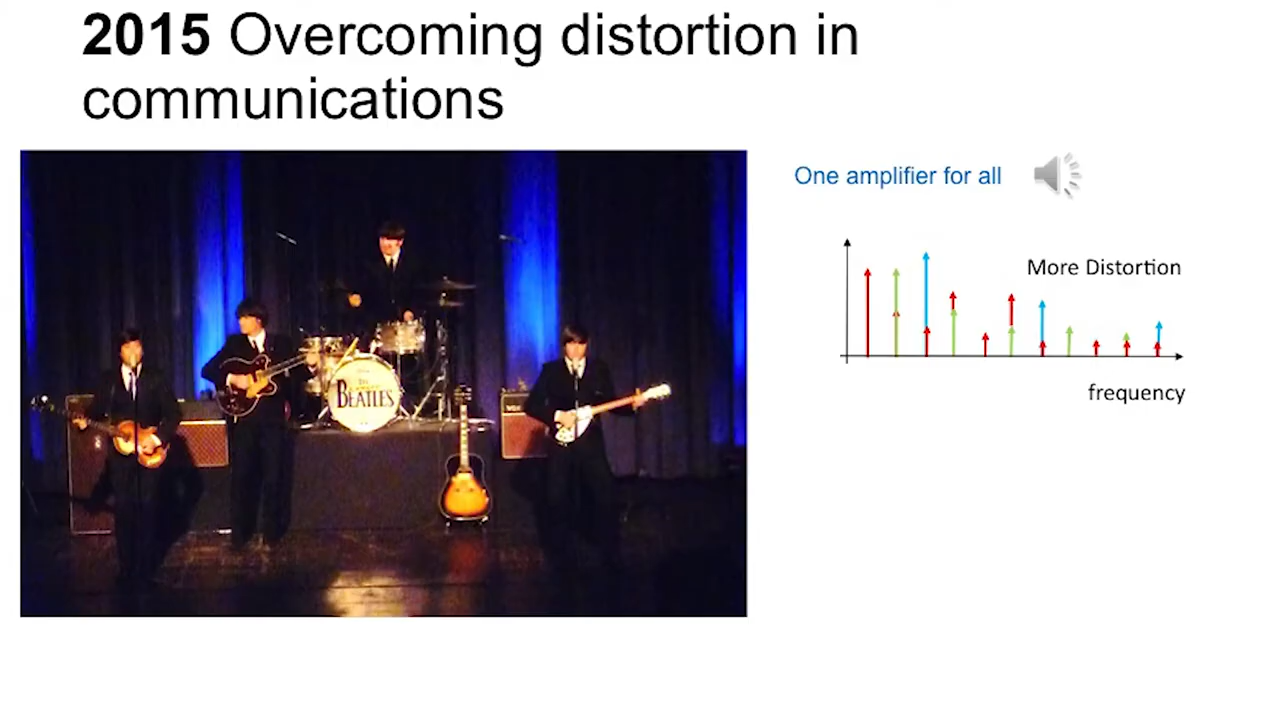 2015 Overcoming distortion in
communications
One amplifier for all
More Distortion
frequency
BEATLES